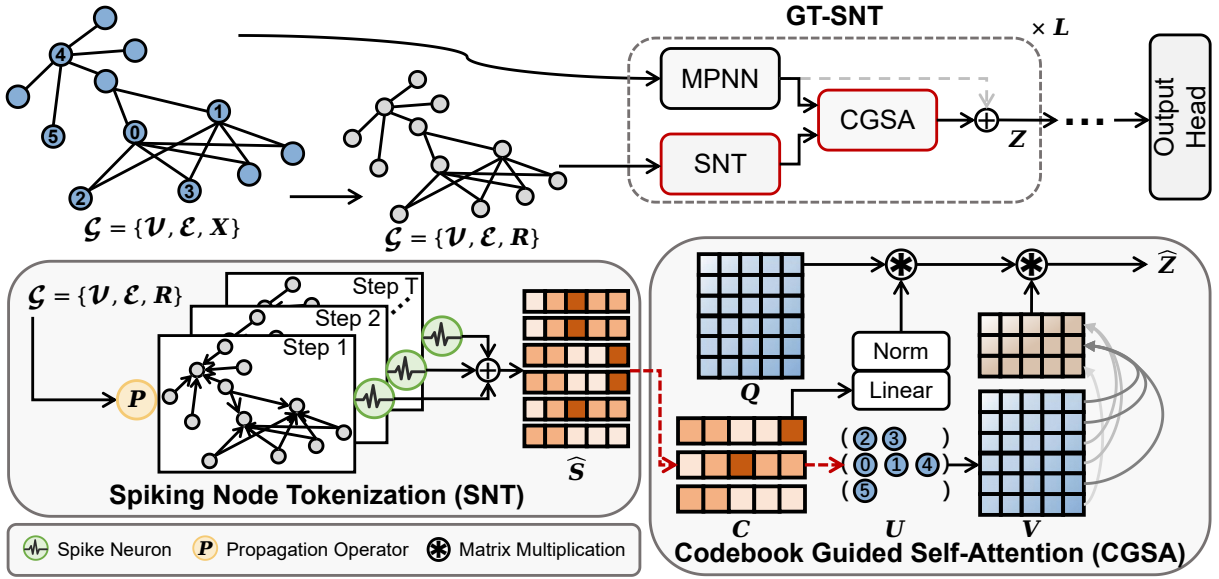 GT-SNT
× L
4
5
0
1
2
3
MPNN
SNT
CGSA
Z
Output
Head
𝓖 = {𝓤, 𝓔, X}
𝓖 = {𝓤, 𝓔, R}
𝓖 = {𝓤, 𝓔, R}
P
Step 1
Step 2
Step T
Ŝ
Spiking Node Tokenization (SNT)
Q
Norm
Linear
Ẑ
C
( 2 3 )
( 0 1 4 )
( 5 )
U
V
Codebook Guided Self-Attention (CGSA)
Spike Neuron
P Propagation Operator
Matrix Multiplication